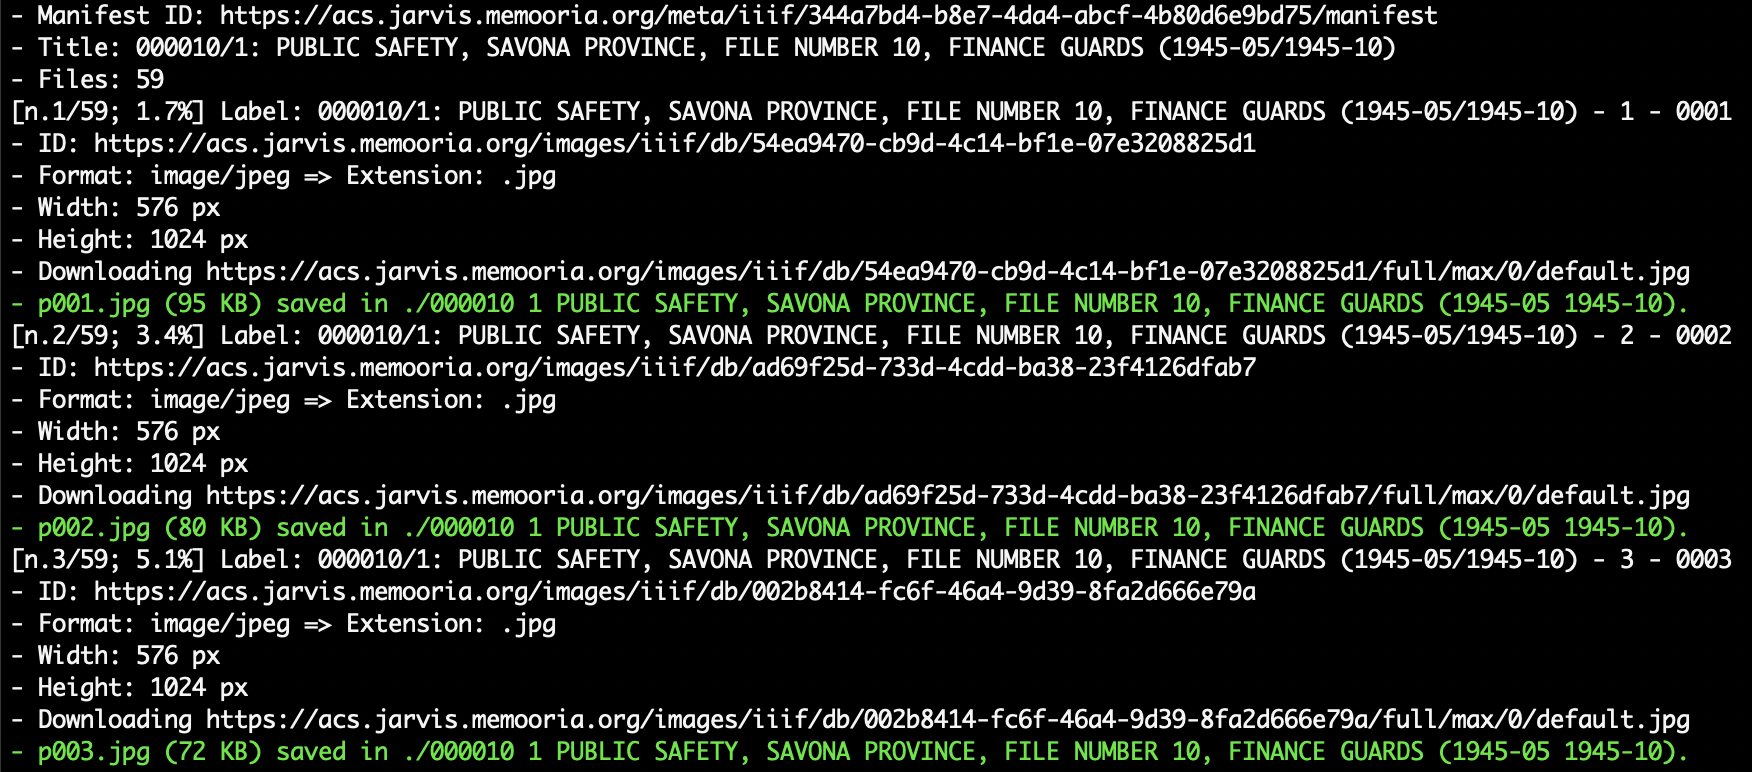 - Manifest ID: https://acs.jarvis.memooria.org/meta/iiif/344a7bd4-b8e7-4da4-abcf-4b80d6e9bd75/manifest
- Title: 000010/1: PUBLIC SAFETY, SAVONA PROVINCE, FILE NUMBER 10, FINANCE GUARDS (1945-05/1945-10)
- Files: 59
[n.1/59; 1.7%] Label: 000010/1: PUBLIC SAFETY, SAVONA PROVINCE, FILE NUMBER 10, FINANCE GUARDS (1945-05/1945-10) - 1 - 0001
- ID: https://acs.jarvis.memooria.org/images/iiif/db/54ea9470-cb9d-4c14-bf1e-07e3208825d1
- Format: image/jpeg => Extension: .jpg
- Width: 576 px
- Height: 1024 px
- Downloading https://acs.jarvis.memooria.org/images/iiif/db/54ea9470-cb9d-4c14-bf1e-07e3208825d1/full/max/0/default.jpg
- p001.jpg (95 KB) saved in ./000010 1 PUBLIC SAFETY, SAVONA PROVINCE, FILE NUMBER 10, FINANCE GUARDS (1945-05 1945-10).
[n.2/59; 3.4%] Label: 000010/1: PUBLIC SAFETY, SAVONA PROVINCE, FILE NUMBER 10, FINANCE GUARDS (1945-05/1945-10) - 2 - 0002
- ID: https://acs.jarvis.memooria.org/images/iiif/db/ad69f25d-733d-4cdd-ba38-23f4126dfab7
- Format: image/jpeg => Extension: .jpg
- Width: 576 px
- Height: 1024 px
- Downloading https://acs.jarvis.memooria.org/images/iiif/db/ad69f25d-733d-4cdd-ba38-23f4126dfab7/full/max/0/default.jpg
- p002.jpg (80 KB) saved in ./000010 1 PUBLIC SAFETY, SAVONA PROVINCE, FILE NUMBER 10, FINANCE GUARDS (1945-05 1945-10).
[n.3/59; 5.1%] Label: 000010/1: PUBLIC SAFETY, SAVONA PROVINCE, FILE NUMBER 10, FINANCE GUARDS (1945-05/1945-10) - 3 - 0003
- ID: https://acs.jarvis.memooria.org/images/iiif/db/002b8414-fc6f-46a4-9d39-8fa2d666e79a
- Format: image/jpeg => Extension: .jpg
- Width: 576 px
- Height: 1024 px
- Downloading https://acs.jarvis.memooria.org/images/iiif/db/002b8414-fc6f-46a4-9d39-8fa2d666e79a/full/max/0/default.jpg
- p003.jpg (72 KB) saved in ./000010 1 PUBLIC SAFETY, SAVONA PROVINCE, FILE NUMBER 10, FINANCE GUARDS (1945-05 1945-10).